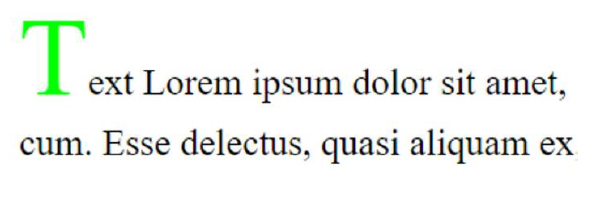 Text Lorem ipsum dolor sit amet,
cum. Esse delectus, quasi aliquam ex